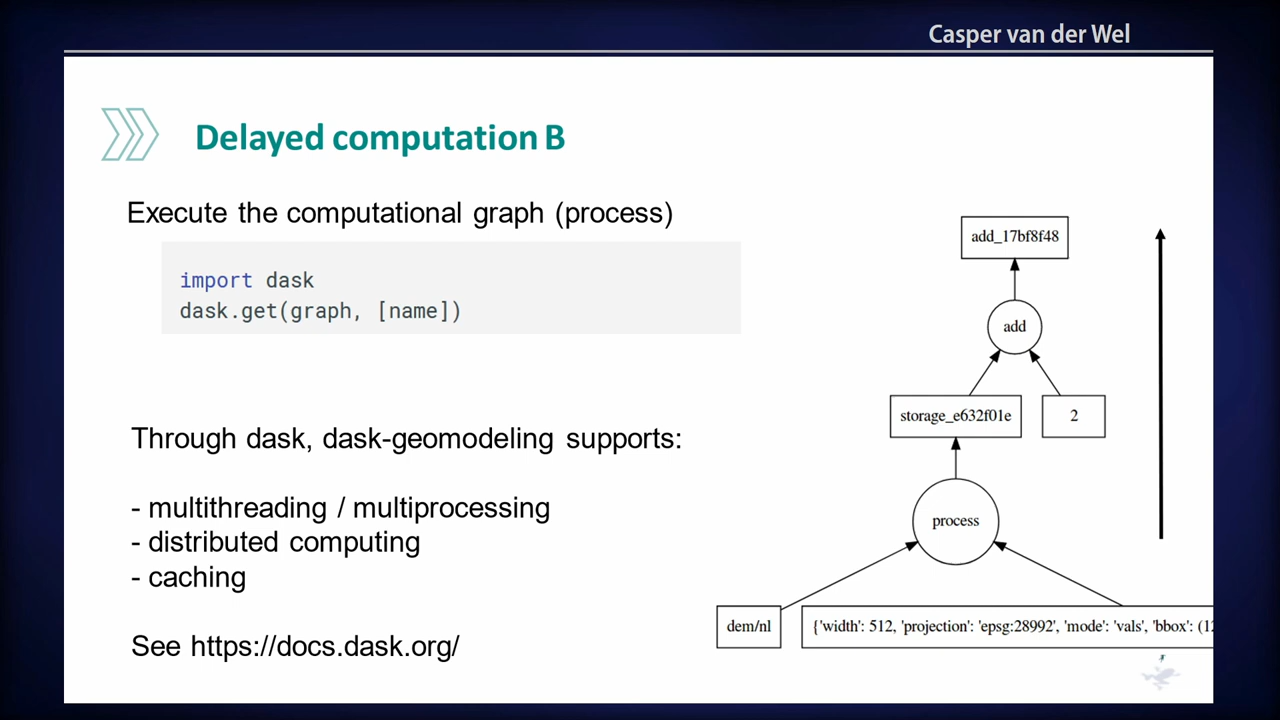 Casper van der Wel
Delayed computation B
Execute the computational graph (process)
import dask
dask.get(graph, [name])
Through dask, dask-geomodeling supports:
- multithreading / multiprocessing
- distributed computing
- caching
See https://docs.dask.org/
add_17bf8f48
add
storage_e632f01e
2
process
dem/nl
{'width': 512, 'projection': 'epsg:28992', 'mode': 'vals', 'bbox': (12